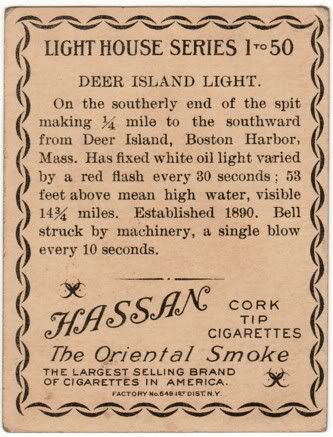 LIGHT HOUSE SERIES 1 TO 50
DEER ISLAND LIGHT.
On the southerly end of the spit
making ¼ mile to the southward
from Deer Island, Boston Harbor,
Mass. Has fixed white oil light varied
by a red flash every 30 seconds; 53
feet above mean high water, visible
14¾ miles. Established 1890. Bell
struck by machinery, a single blow
every 10 seconds.
HASSAN
CORK
TIP
CIGARETTES
The Oriental Smoke
THE LARGEST SELLING BRAND
OF CIGARETTES IN AMERICA.
FACTORY No. 649 1ST DIST. N.Y.